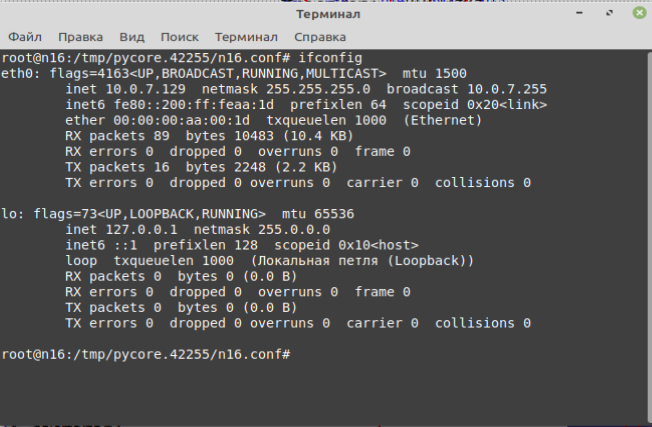 Терминал
Файл Правка Вид Поиск Терминал Справка
root@n16:/tmp/pycore.42255/n16.conf# ifconfig
eth0: flags=4163<UP,BROADCAST,RUNNING,MULTICAST>  mtu 1500
        inet 10.0.7.129  netmask 255.255.255.0  broadcast 10.0.7.255
        inet6 fe80::200:ff:feaa:1d  prefixlen 64  scopeid 0x20<link>
        ether 00:00:00:aa:00:1d  txqueuelen 1000  (Ethernet)
        RX packets 89  bytes 10483 (10.4 KB)
        RX errors 0  dropped 0  overruns 0  frame 0
        TX packets 16  bytes 2248 (2.2 KB)
        TX errors 0  dropped 0 overruns 0  carrier 0  collisions 0

lo: flags=73<UP,LOOPBACK,RUNNING>  mtu 65536
        inet 127.0.0.1  netmask 255.0.0.0
        inet6 ::1  prefixlen 128  scopeid 0x10<host>
        loop  txqueuelen 1000  (Локальная петля (Loopback))
        RX packets 0  bytes 0 (0.0 B)
        RX errors 0  dropped 0  overruns 0  frame 0
        TX packets 0  bytes 0 (0.0 B)
        TX errors 0  dropped 0 overruns 0  carrier 0  collisions 0

root@n16:/tmp/pycore.42255/n16.conf#